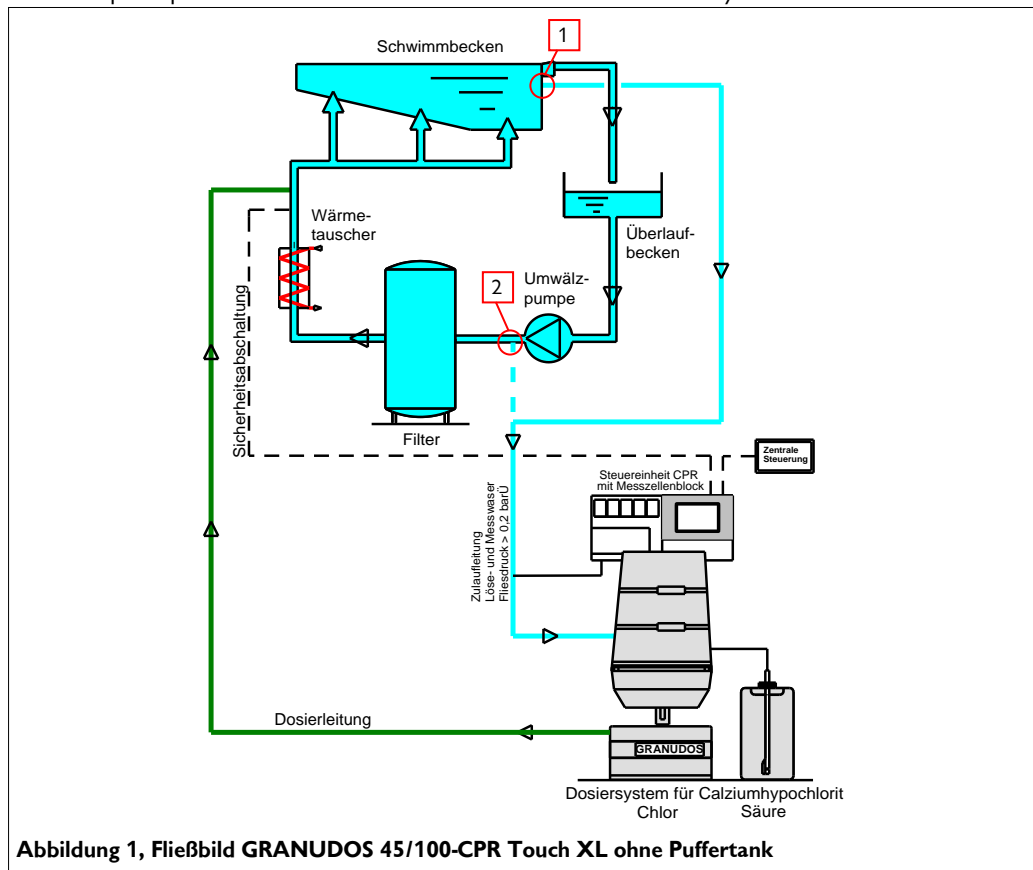 1
Schwimmbecken
Wärme-
tauscher
Überlauf-
becken
Umwälz-
pumpe
2
Sicherheitsabschaltung
Filter
Zentrale
Steuerung
Steuereinheit CPR
mit Messzellenblock
Zulaufleitung
Löse- und Messwaser
Fliesdruck > 0,2 barÜ
Dosierleitung
GRANUDOS
Dosiersystem für Calziumhypochlorit
Chlor
Säure
Abbildung 1, Fließbild GRANUDOS 45/100-CPR Touch XL ohne Puffertank